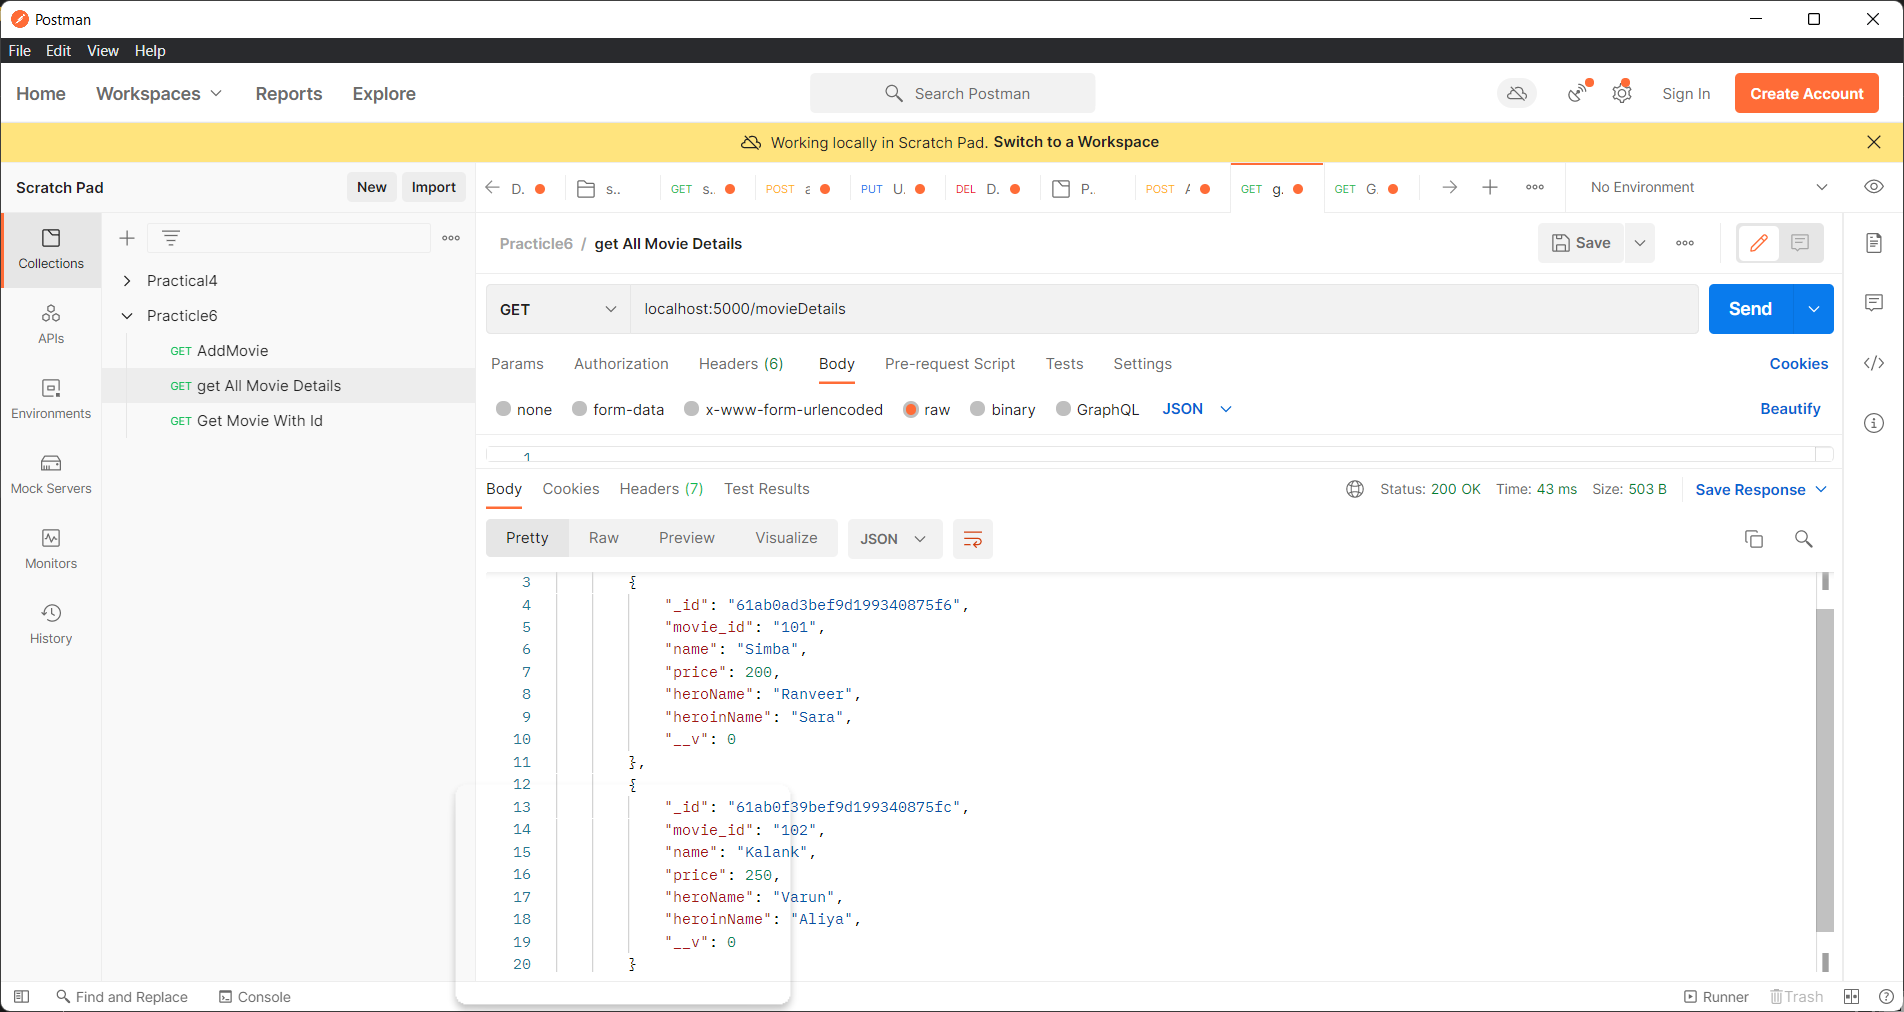 Postman
File Edit View Help
Home Workspaces Reports Explore Search Postman Sign In Create Account
Working locally in Scratch Pad. Switch to a Workspace
Scratch Pad New Import D. s.. GET s.. POST a PUT U. DEL D. P.. POST A GET g. GET G. No Environment
Practicle6 / get All Movie Details Save
Collections
Practical4
Practicle6
GET AddMovie
GET get All Movie Details
GET Get Movie With Id
APIs
Environments
Mock Servers
Monitors
History
GET localhost:5000/movieDetails Send
Params Authorization Headers (6) Body Pre-request Script Tests Settings Cookies
none form-data x-www-form-urlencoded raw binary GraphQL JSON Beautify
1
Body Cookies Headers (7) Test Results Status: 200 OK Time: 43 ms Size: 503 B Save Response
Pretty Raw Preview Visualize JSON
3 {
4 "_id": "61ab0ad3bef9d199340875f6",
5 "movie_id": "101",
6 "name": "Simba",
7 "price": 200,
8 "heroName": "Ranveer",
9 "heroinName": "Sara",
10 "__v": 0
11 },
12 {
13 "_id": "61ab0f39bef9d199340875fc",
14 "movie_id": "102",
15 "name": "Kalank",
16 "price": 250,
17 "heroName": "Varun",
18 "heroinName": "Aliya",
19 "__v": 0
20 }
Find and Replace Console Runner Trash